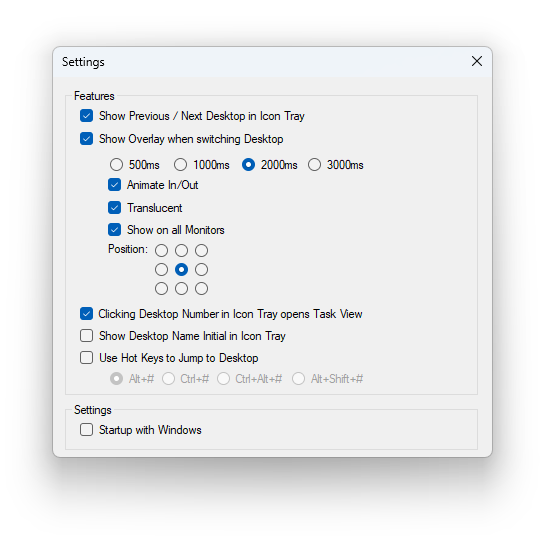 Settings
Features
Show Previous / Next Desktop in Icon Tray
Show Overlay when switching Desktop
500ms 1000ms 2000ms 3000ms
Animate In/Out
Translucent
Show on all Monitors
Position:
Clicking Desktop Number in Icon Tray opens Task View
Show Desktop Name Initial in Icon Tray
Use Hot Keys to Jump to Desktop
Alt+# Ctrl+# Ctrl+Alt+# Alt+Shift+#
Settings
Startup with Windows